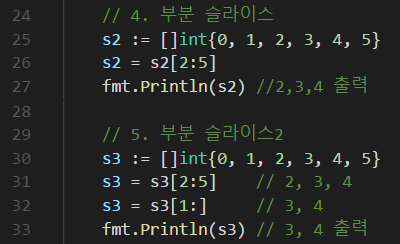 24 // 4. 부분 슬라이스
25 s2 := []int{0, 1, 2, 3, 4, 5}
26 s2 = s2[2:5]
27 fmt.Println(s2) //2,3,4 출력
28
29 // 5. 부분 슬라이스2
30 s3 := []int{0, 1, 2, 3, 4, 5}
31 s3 = s3[2:5] // 2, 3, 4
32 s3 = s3[1:] // 3, 4
33 fmt.Println(s3) // 3, 4 출력